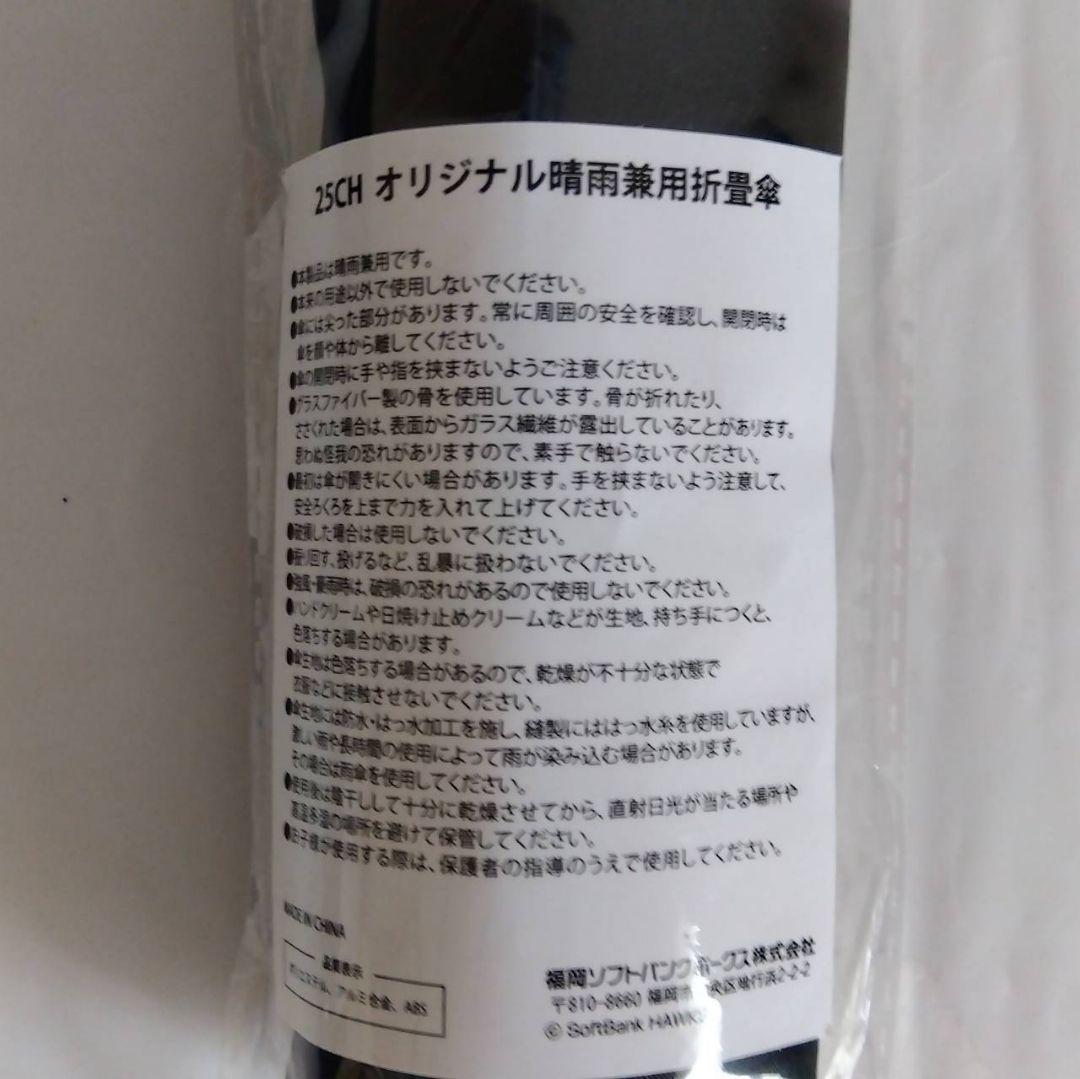 25CH オリジナル晴雨兼用折畳傘
●本製品は晴雨兼用です。
●本来の用途以外で使用しないでください。
●傘には尖った部分があります。常に周囲の安全を確認し、開閉時は
傘を顔や体から離してください。
●傘の開閉時に手や指を挟まないようご注意ください。
●グラスファイバー製の骨を使用しています。骨が折れたり、
ささくれた場合は、表面からガラス繊維が露出していることがあります。
思わぬ怪我の恐れがありますので、素手で触らないでください。
●最初は傘が開きにくい場合があります。手を挟まないよう注意して、
安全ろくろを上まで力を入れて上げてください。
●破損した場合は使用しないでください。
●振り回す、投げるなど、乱暴に扱わないでください。
●強風・豪雨時は、破損の恐れがあるので使用しないでください。
●ハンドクリームや日焼け止めクリームなどが生地、持ち手につくと、
色落ちする場合があります。
●傘生地は色落ちする場合があるので、乾燥が不十分な状態で
衣服などに接触させないでください。
●傘生地には防水・はっ水加工を施し、縫製にははっ水糸を使用していますが、
激しい雨や長時間の使用によって雨が染み込む場合があります。
その場合は雨傘を使用してください。
●使用後は陰干しして十分に乾燥させてから、直射日光が当たる場所や
高温多湿の場所を避けて保管してください。
●お子様が使用する際は、保護者の指導のうえで使用してください。
MADE IN CHINA
品質表示
ポリエステル、アルミ合金、ABS
福岡ソフトバンクホークス株式会社
〒810-8660 福岡市中央区地行浜2-2-2
© SoftBank HAWKS